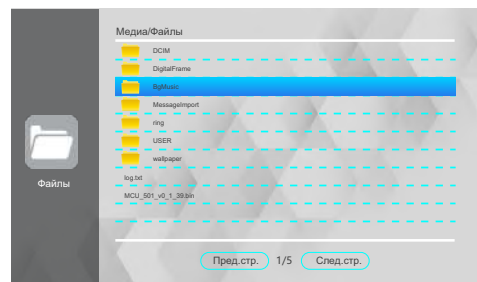 Медиа/Файлы
DCIM
DigitalFrame
BgMusic
MessageImport
ring
USER
wallpaper
Файлы
log.txt
MCU_501_v0_1_39.bin
Пред.стр. 1/5 След.стр.